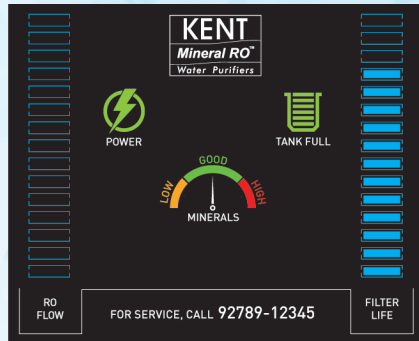 KENT
Mineral RO™
Water Purifiers
POWER
TANK FULL
LOW
GOOD
HIGH
MINERALS
RO
FLOW
FOR SERVICE, CALL 92789-12345
FILTER
LIFE